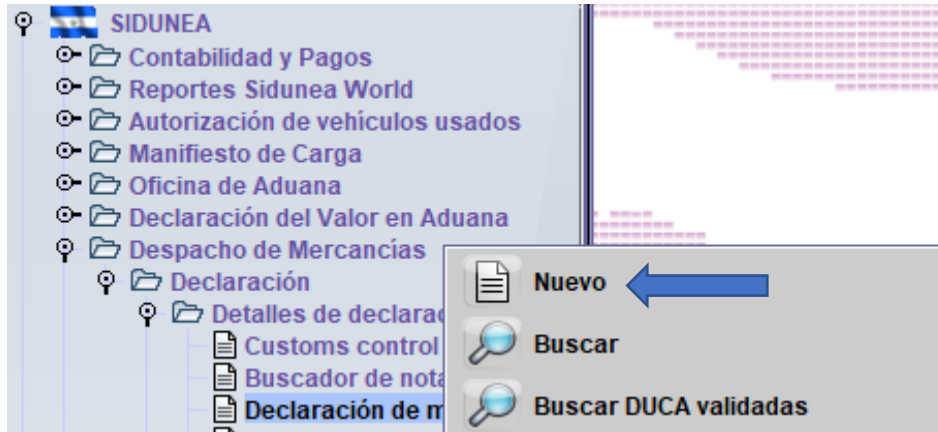 SIDUNEA
Contabilidad y Pagos
Reportes Sidunea World
Autorización de vehículos usados
Manifiesto de Carga
Oficina de Aduana
Declaración del Valor en Aduana
Despacho de Mercancías
Declaración
Detalles de declarac
Customs control
Buscador de nota
Declaración de m
Nuevo
Buscar
Buscar DUCA validadas